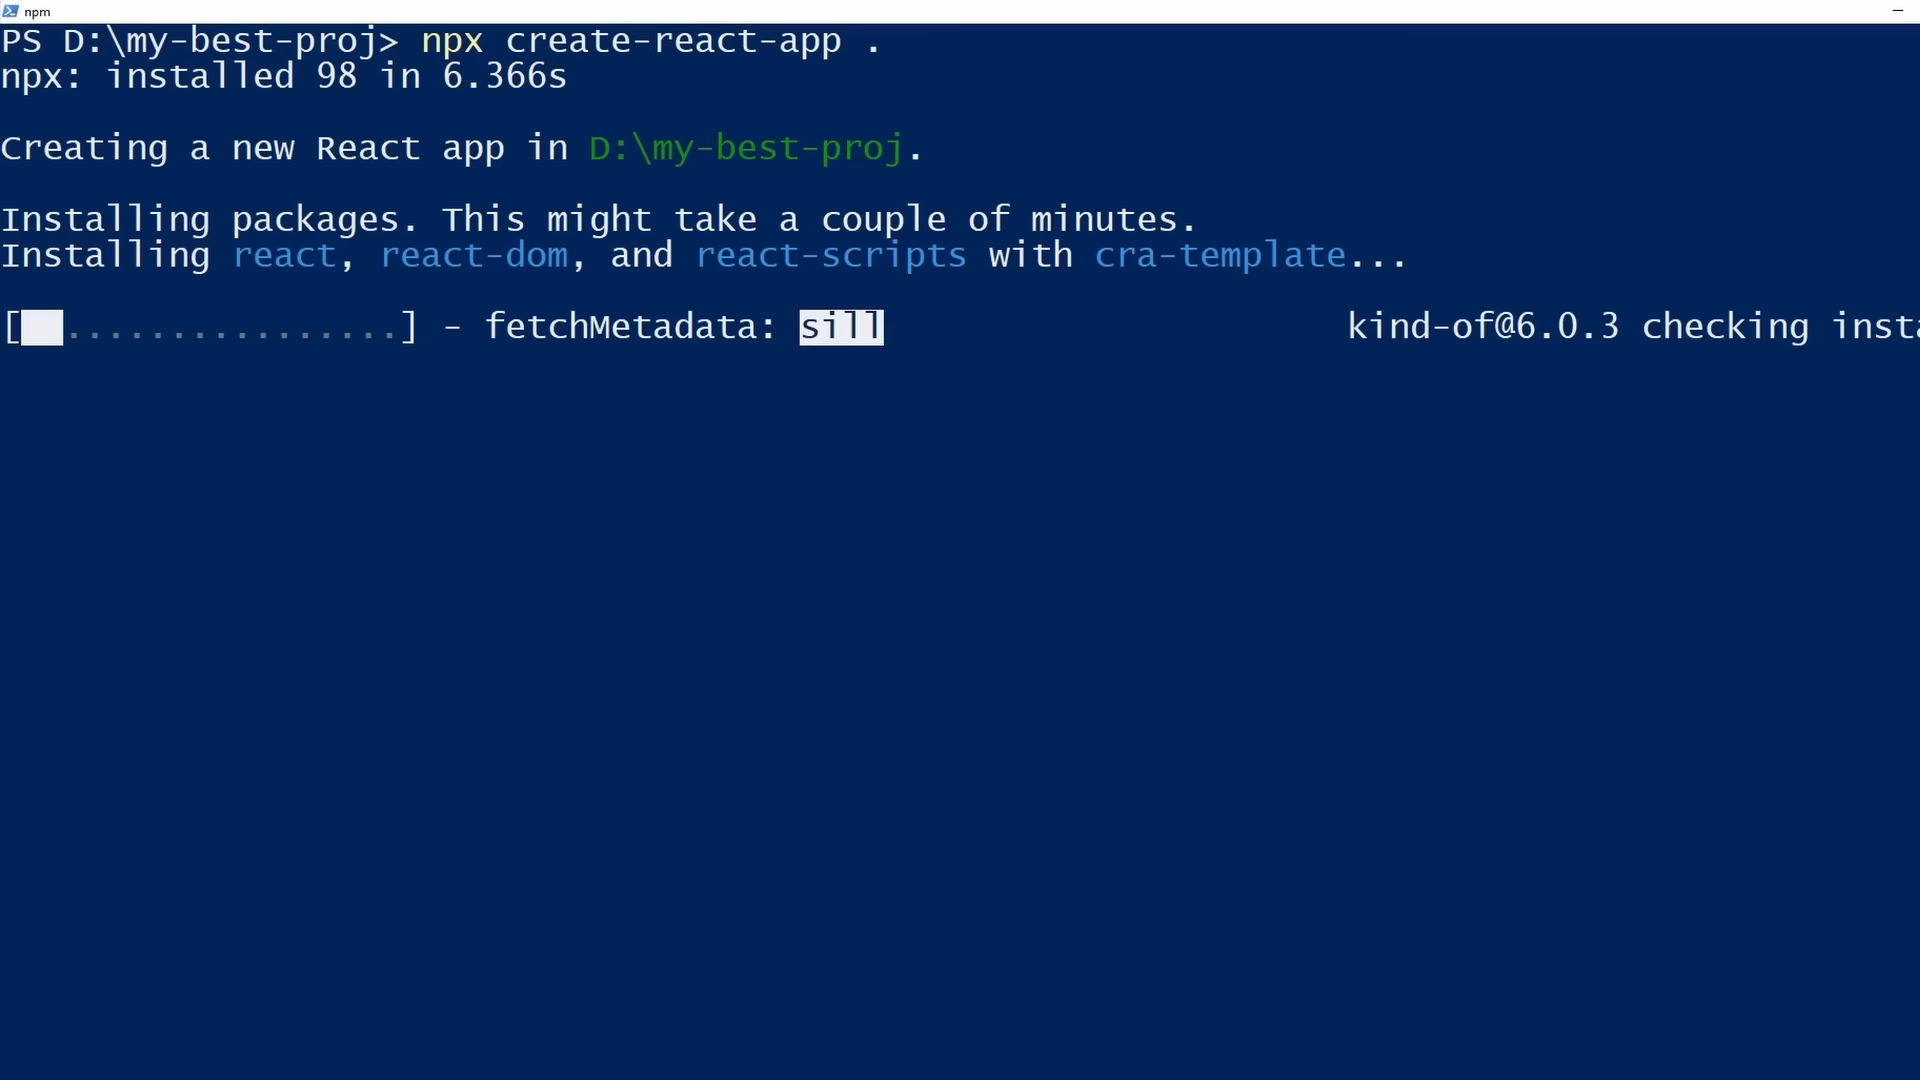 npm
PS D:\my-best-proj> npx create-react-app .
npx: installed 98 in 6.366s
Creating a new React app in D:\my-best-proj.
Installing packages. This might take a couple of minutes.
Installing react, react-dom, and react-scripts with cra-template...
[  ................] - fetchMetadata: sill kind-of@6.0.3 checking insta